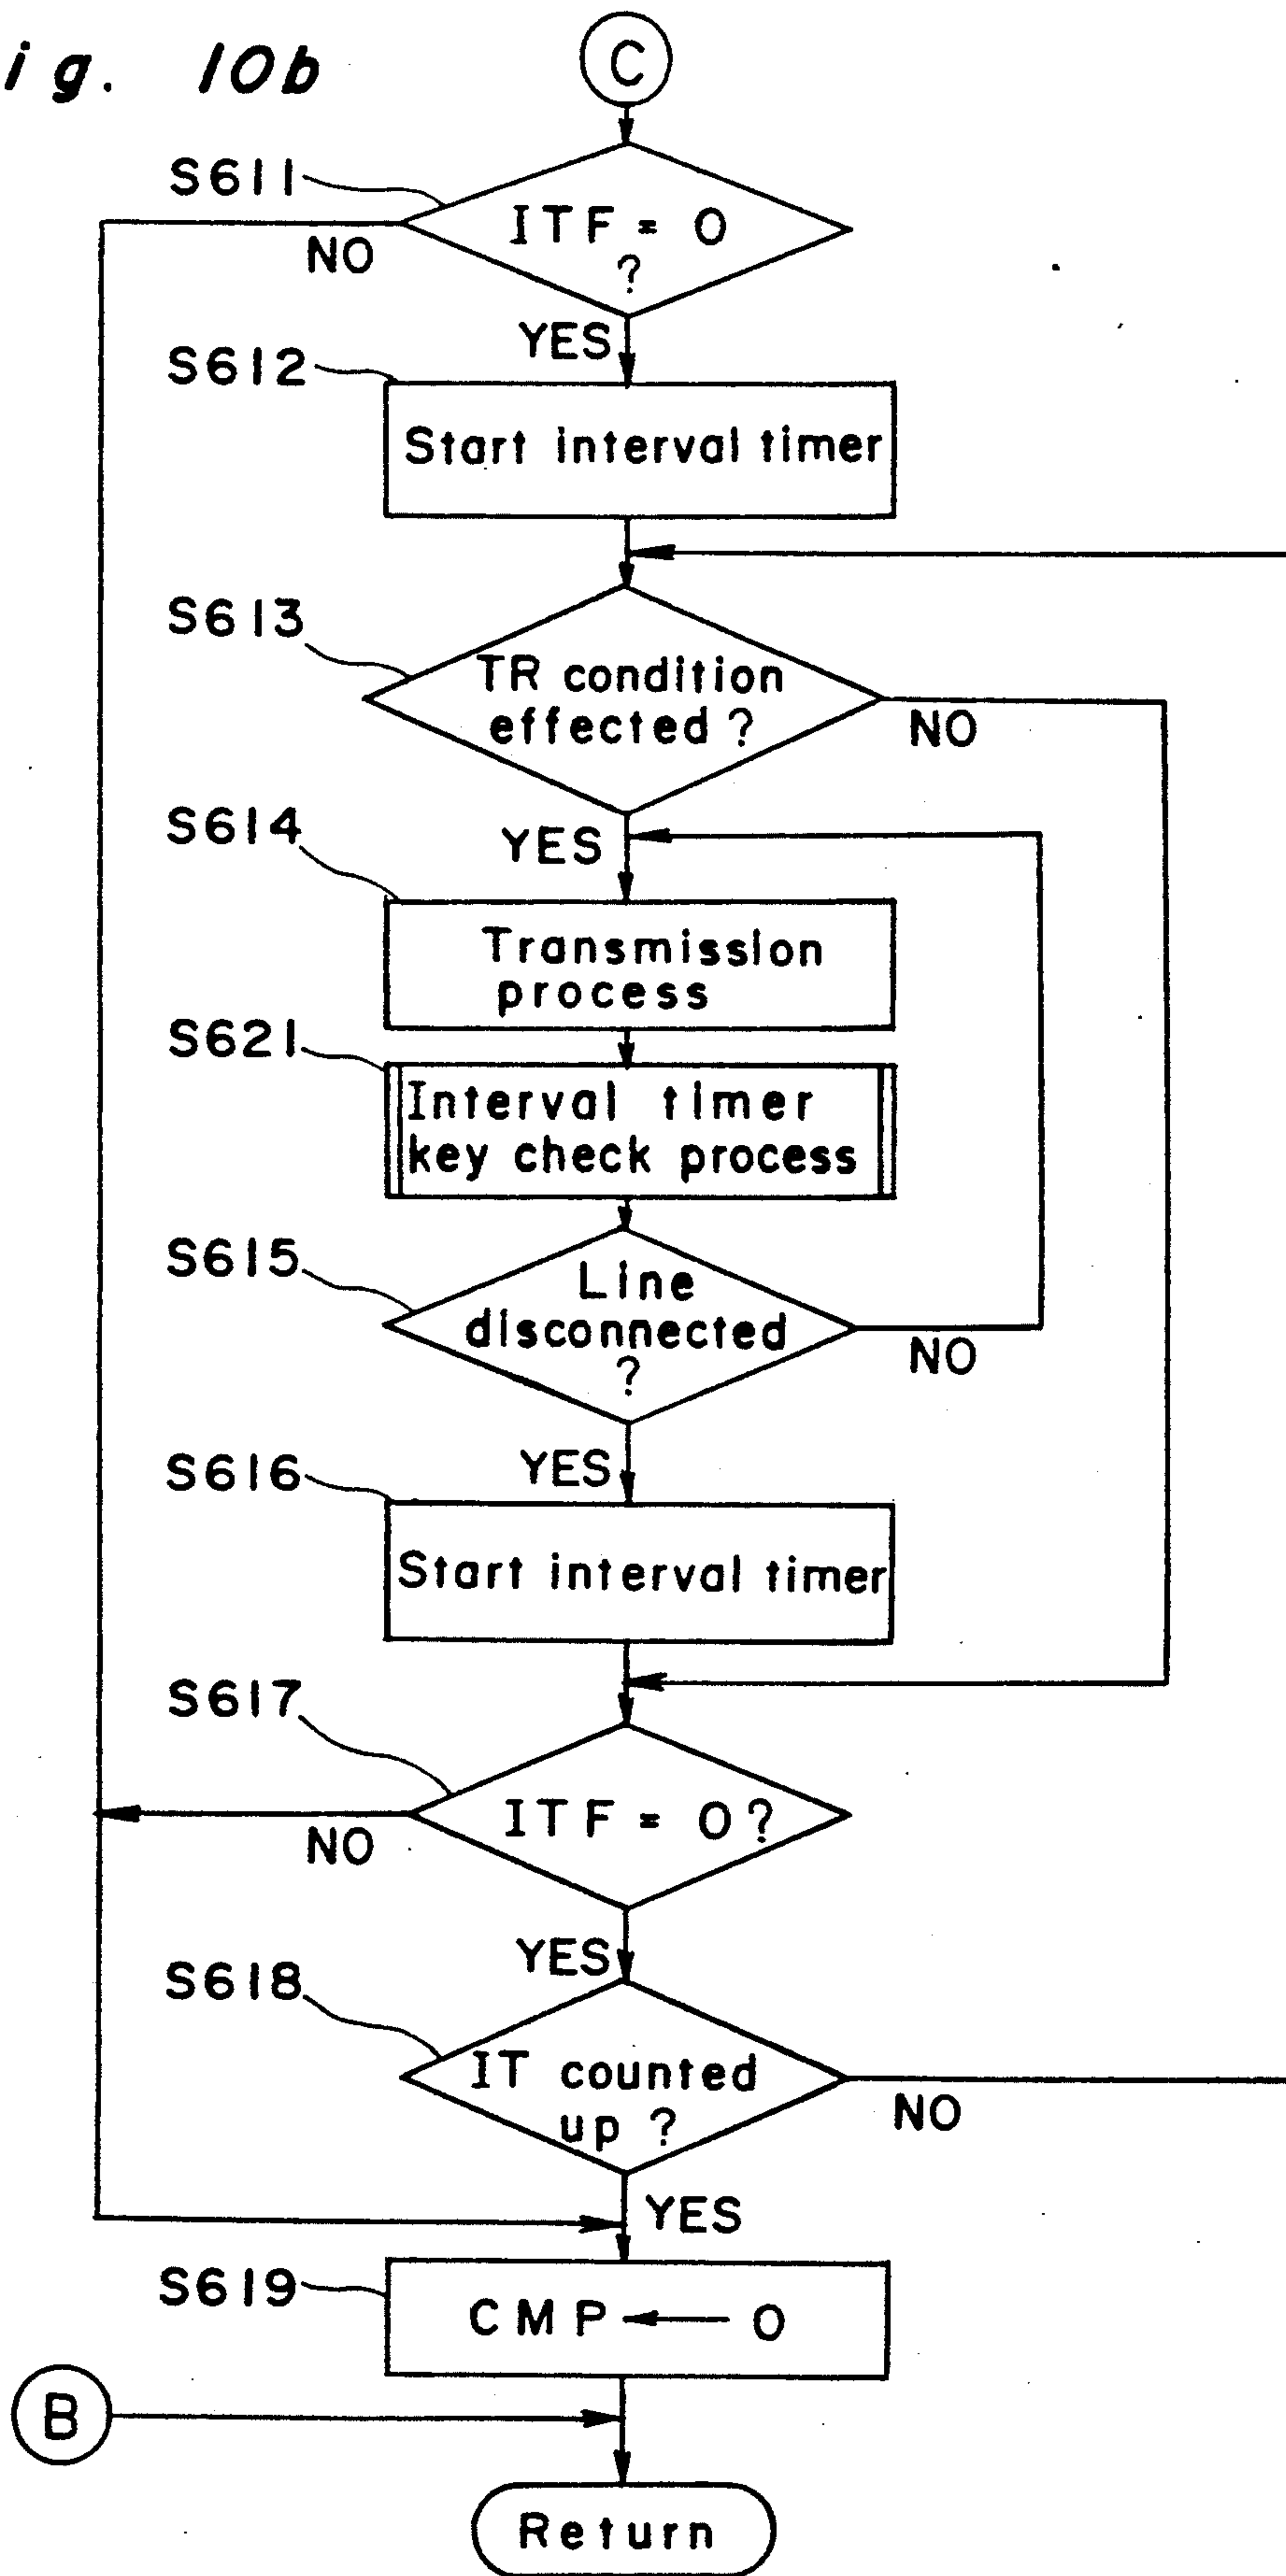 ig. 10b
C
S611
ITF = 0
?
NO
YES
S612
Start interval timer
S613
TR condition
effected ?
NO
S614
YES
Transmission
process
S621
Interval timer
key check process
S615
Line
disconnected
?
NO
YES
S616
Start interval timer
S617
ITF = 0 ?
NO
YES
S618
IT counted
up ?
NO
YES
S619
CMP ← 0
B
Return